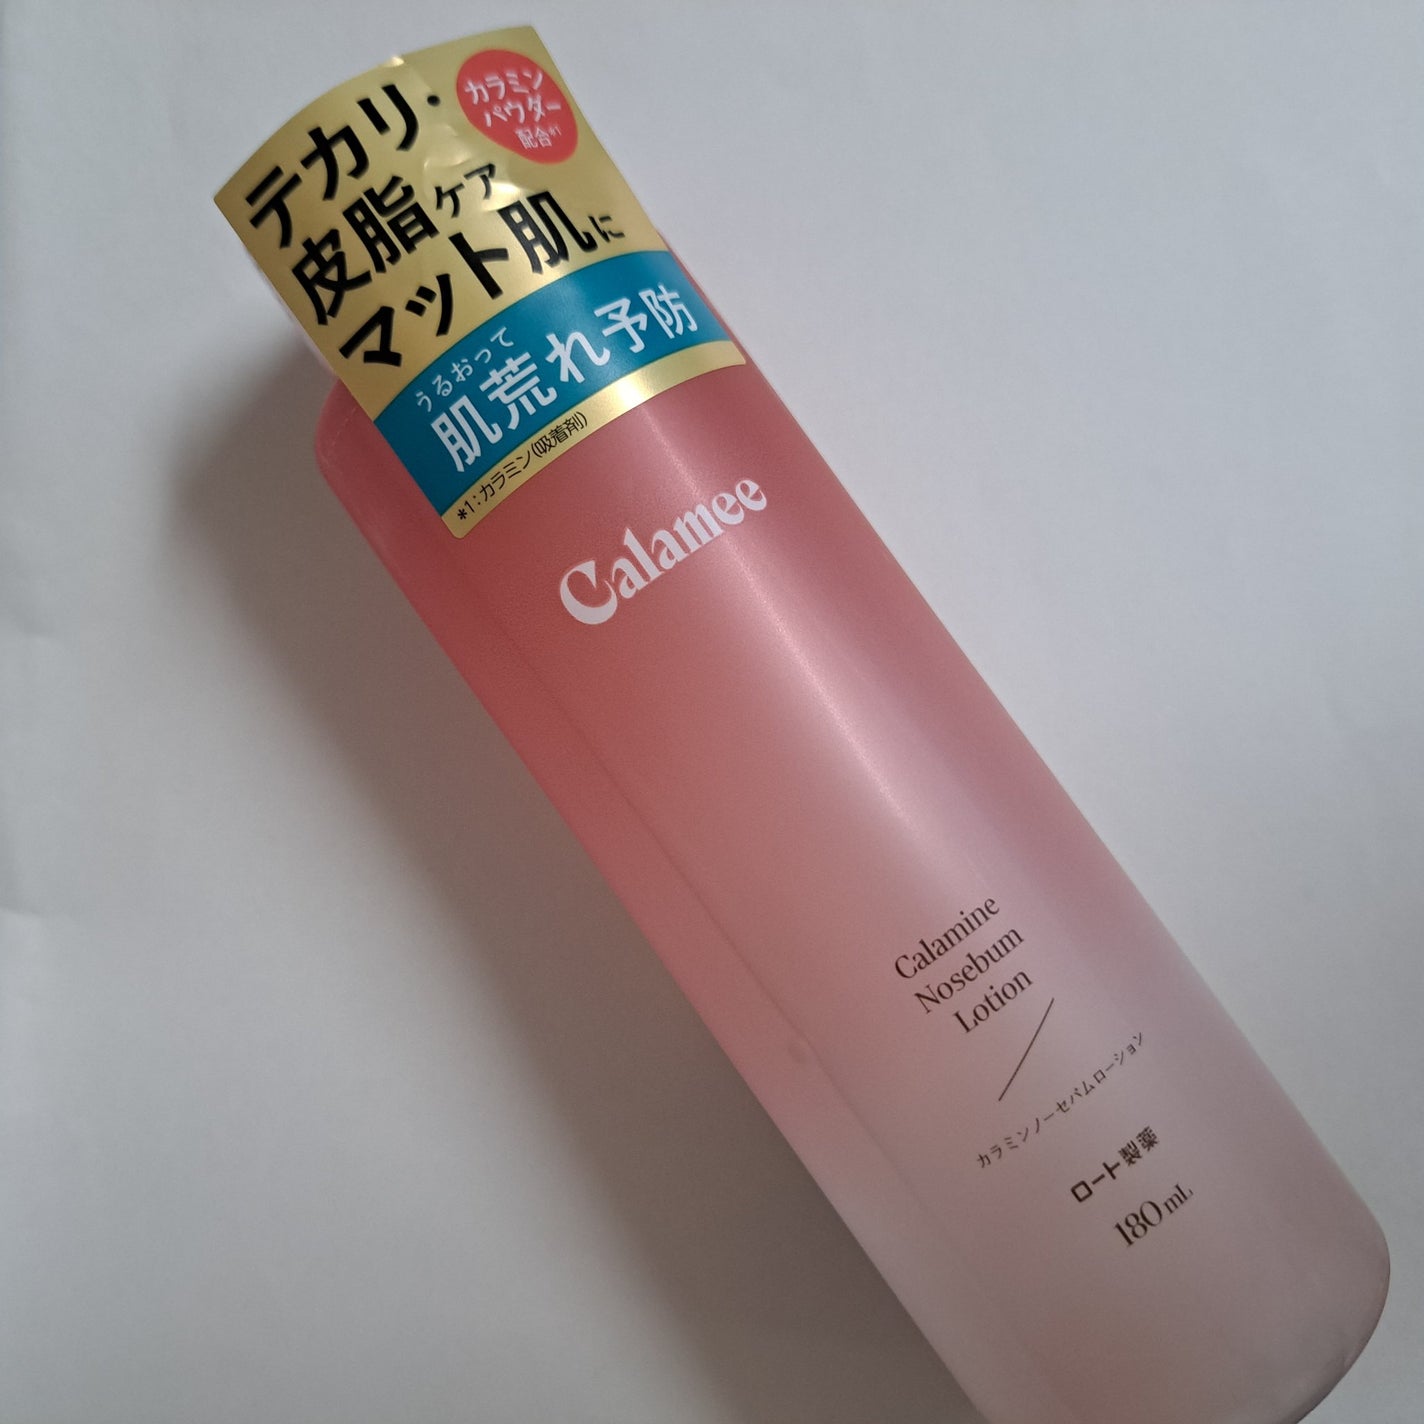 カラミン
パウダー
配合*1
テカリ・
皮脂ケア
マット肌に
うるおって
肌荒れ予防
*1:カラミン(吸着剤)
Calamee
Calamine
Nosebum
Lotion
カラミンノーセバムローション
ロート製薬
180mL